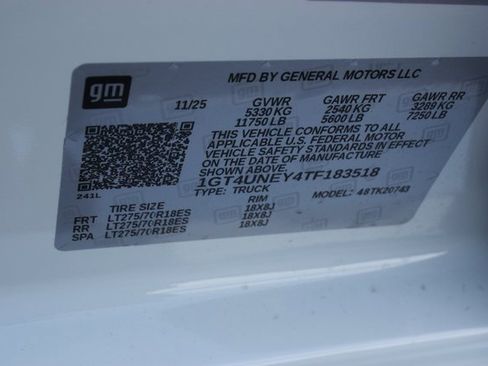 gm
MFD BY GENERAL MOTORS LLC
11/25 GVWR GAWR FRT GAWR RR
5330 KG 2540 KG 3289 KG
11750 LB 5600 LB 7250 LB
THIS VEHICLE CONFORMS TO ALL
APPLICABLE U.S. FEDERAL MOTOR
VEHICLE SAFETY STANDARDS IN EFFECT
ON THE DATE OF MANUFACTURE SHOWN ABOVE.
1GT4UNEY4TF183518
TYPE: TRUCK MODEL: 48TK20743
241L
TIRE SIZE RIM
FRT LT275/70R18ES 18X8J
RR LT275/70R18ES 18X8J
SPA LT275/70R18ES 18X8J